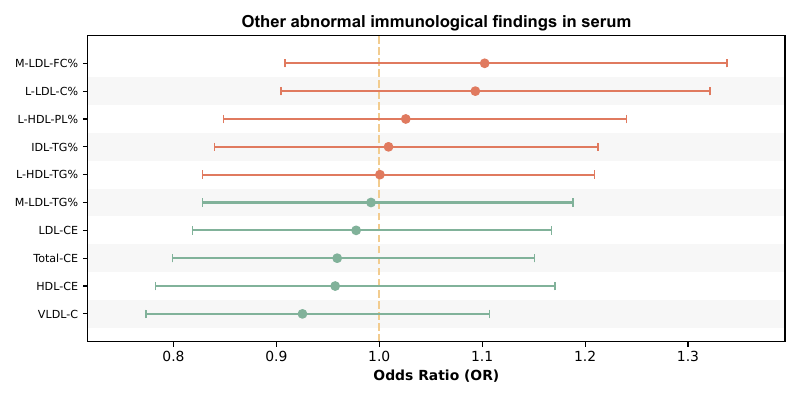 Other abnormal immunological findings in serum
M-LDL-FC%
L-LDL-C%
L-HDL-PL%
IDL-TG%
L-HDL-TG%
M-LDL-TG%
LDL-CE
Total-CE
HDL-CE
VLDL-C
0.8 0.9 1.0 1.1 1.2 1.3
Odds Ratio (OR)